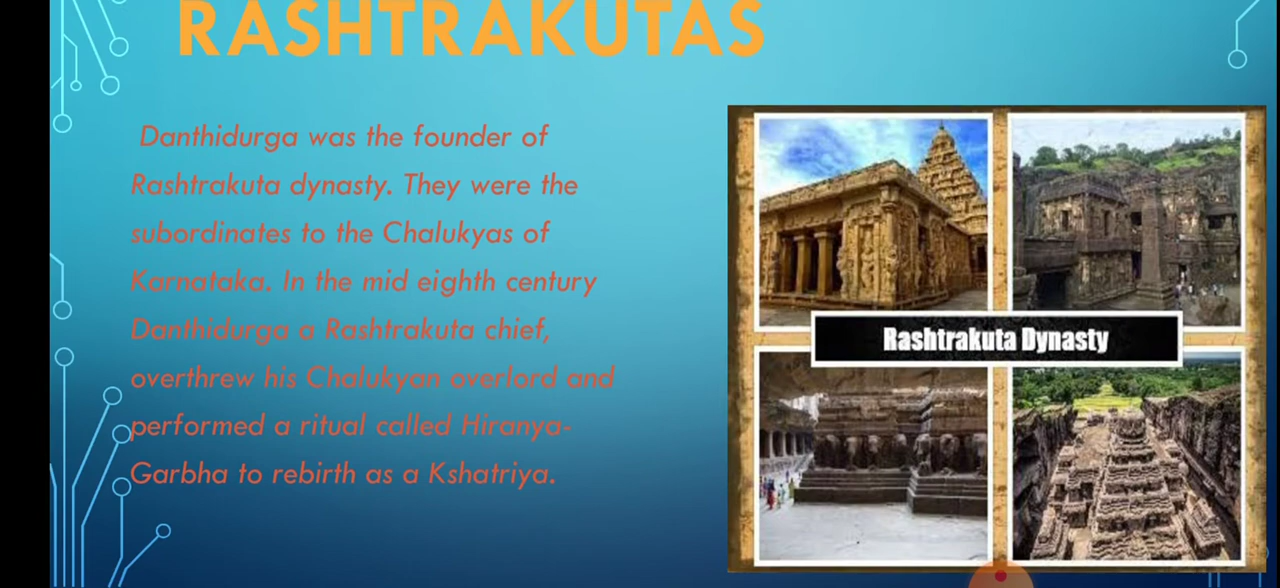 RASHTRAKUTAS
Danthidurga was the founder of
Rashtrakuta dynasty. They were the
subordinates to the Chalukyas of
Karnataka. In the mid eighth century
Danthidurga a Rashtrakuta chief,
overthrew his Chalukyan overlord and
performed a ritual called Hiranya-
Garbha to rebirth as a Kshatriya.
Rashtrakuta Dynasty